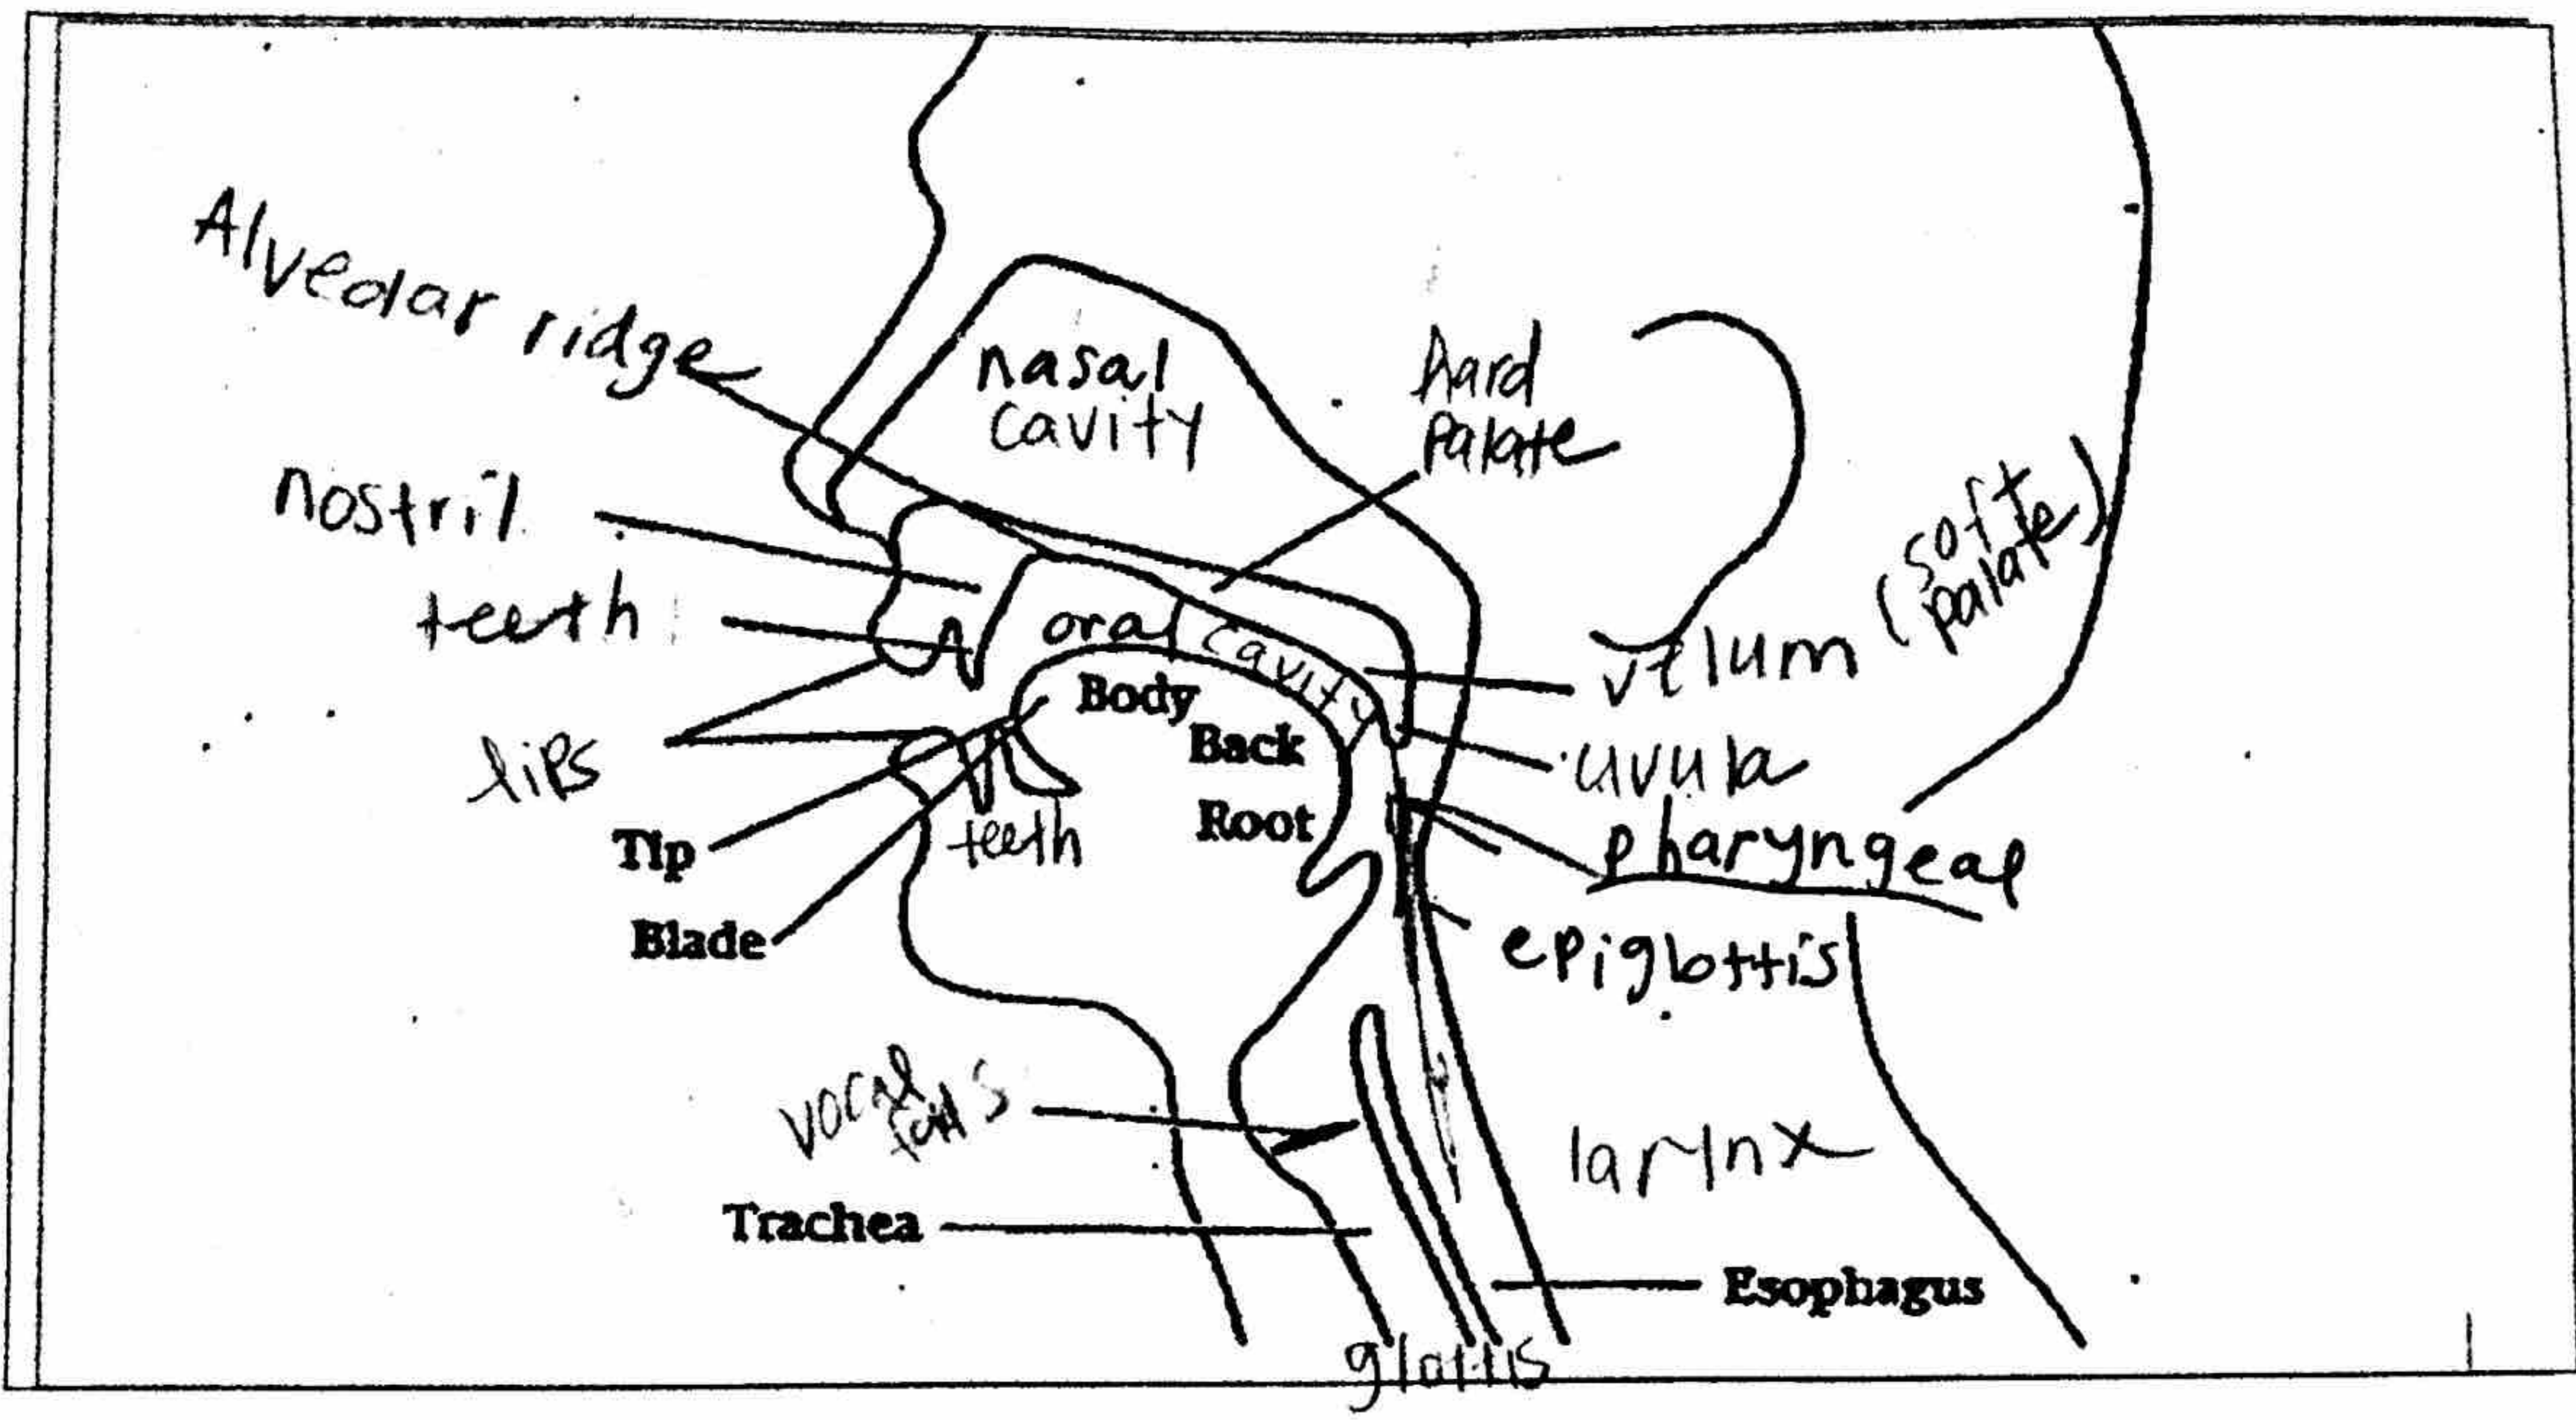 Alveolar ridge
nasal
cavity
hard
palate
nostril
(soft
palate)
teeth
oral cavity
velum
Body
lips
Back
uvula
Tip
teeth
Root
pharyngeal
Blade
epiglottis
vocal
larynx
Trachea
Esophagus
glottis